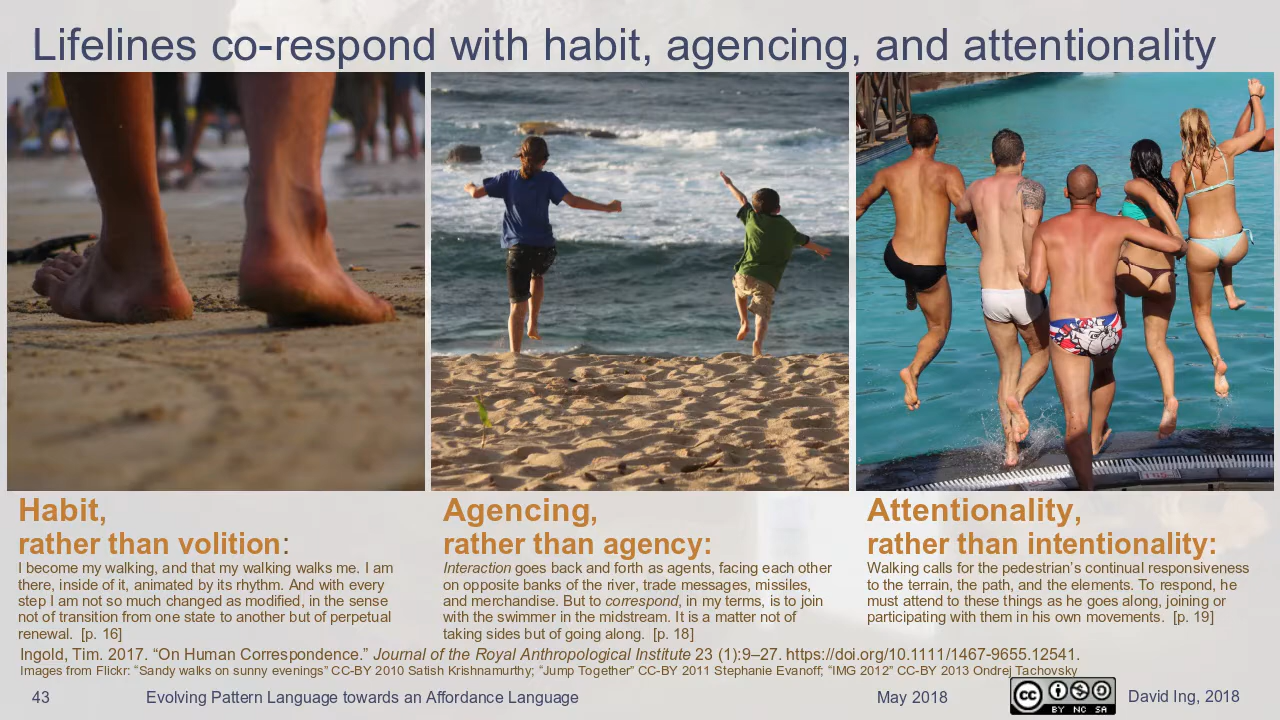 Lifelines co-respond with habit, agencing, and attentionality
Habit,
rather than volition:
I become my walking, and that my walking walks me. I am
there, inside of it, animated by its rhythm. And with every
step I am not so much changed as modified, in the sense
not of transition from one state to another but of perpetual
renewal. [p. 16]
Agencing,
rather than agency:
Interaction goes back and forth as agents, facing each other
on opposite banks of the river, trade messages, missiles,
and merchandise. But to correspond, in my terms, is to join
with the swimmer in the midstream. It is a matter not of
taking sides but of going along. [p. 18]
Attentionality,
rather than intentionality:
Walking calls for the pedestrian's continual responsiveness
to the terrain, the path, and the elements. To respond, he
must attend to these things as he goes along, joining or
participating with them in his own movements. [p. 19]
Ingold, Tim. 2017. “On Human Correspondence.” Journal of the Royal Anthropological Institute 23 (1):9–27. https://doi.org/10.1111/1467-9655.12541.
Images from Flickr: “Sandy walks on sunny evenings” CC-BY 2010 Satish Krishnamurthy; “Jump Together” CC-BY 2011 Stephanie Evanoff; “IMG 2012” CC-BY 2013 Ondrej Tachovsky
43 Evolving Pattern Language towards an Affordance Language May 2018 cc BY NC SA David Ing, 2018